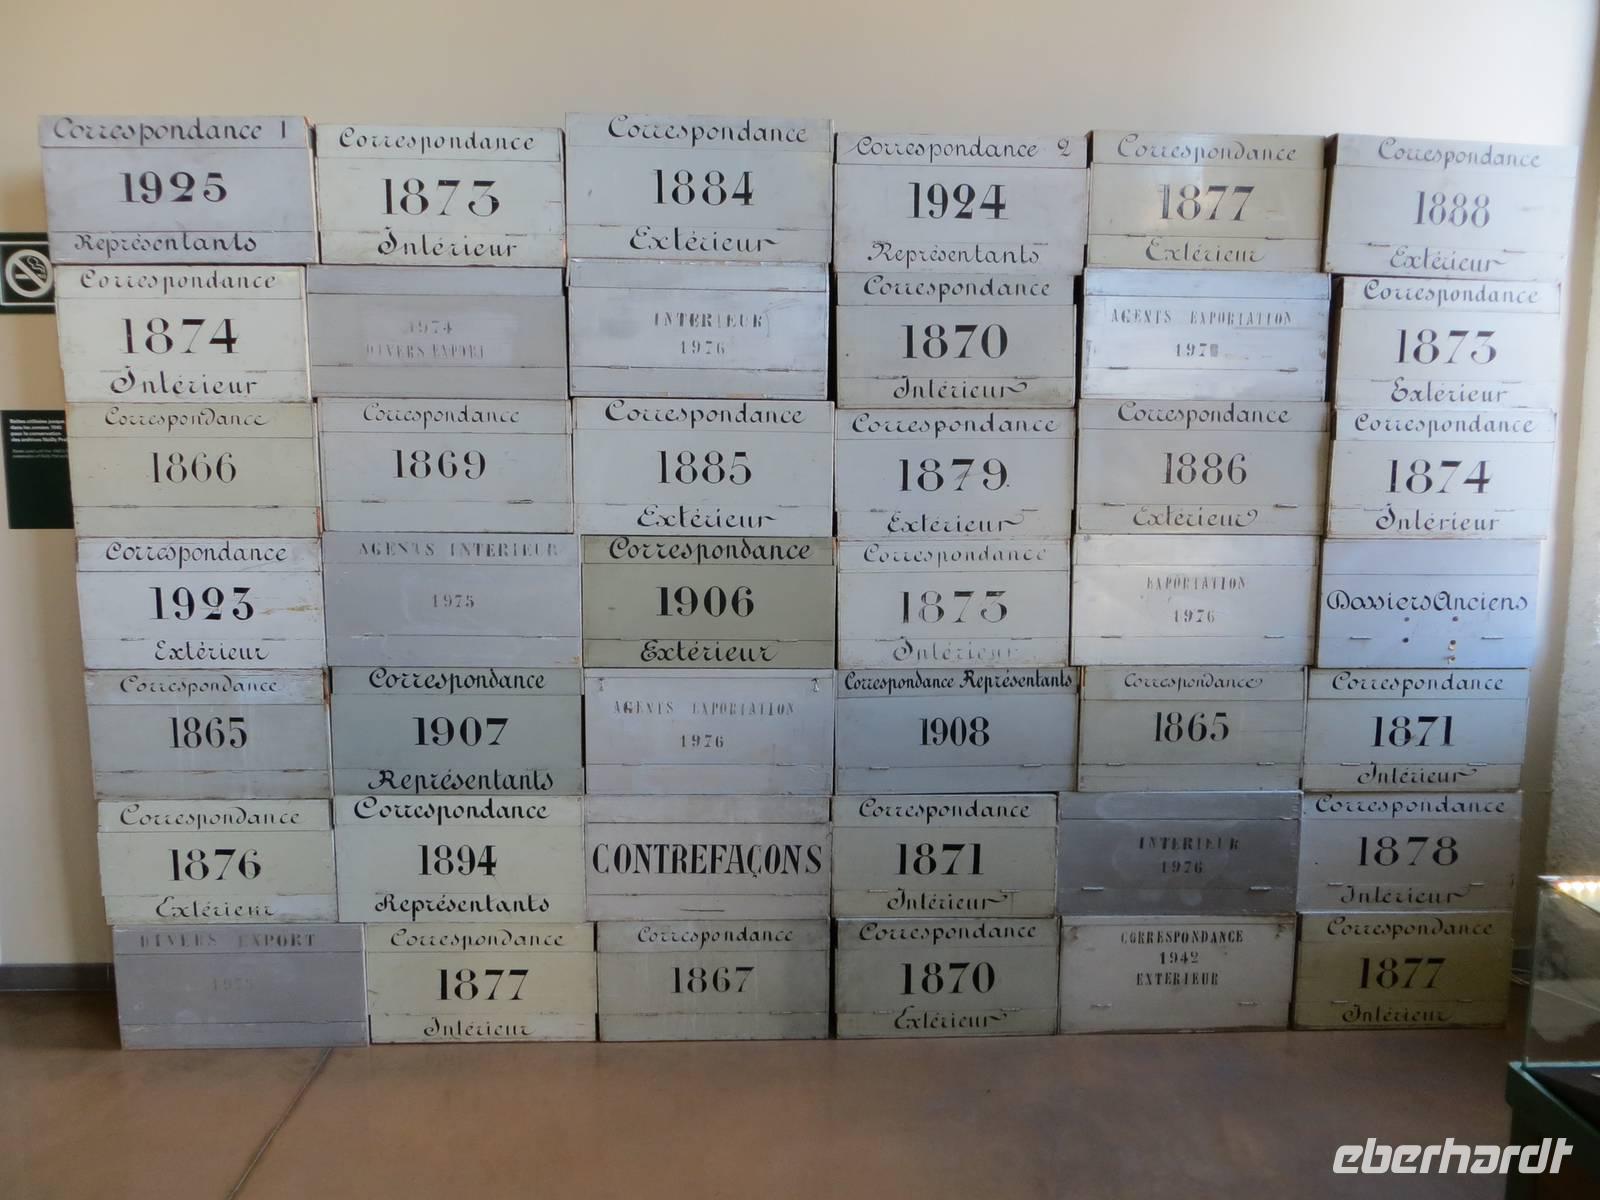 Correspondance 1
1925
Représentants
Correspondance
1873
Intérieur
Correspondance
1884
Extérieur
Correspondance 2
1924
Représentants
Correspondance
1877
Extérieur
Correspondance
1888
Extérieur
Correspondance
1874
Intérieur
1974
DIVERS EXPORT
INTERIEUR
1976
Correspondance
1870
Intérieur
AGENTS EXPORTATION
Correspondance
1873
Extérieur
Correspondance
1866
Correspondance
1869
Correspondance
1885
Extérieur
Correspondance
1879
Extérieur
Correspondance
1886
Extérieur
Correspondance
1874
Intérieur
Correspondance
1923
Extérieur
AGENTS INTERIEUR
1975
Correspondance
1906
Extérieur
Correspondance
1873
Intérieur
EXPORTATION
1976
Dossiers Anciens
Correspondance
1865
Correspondance
1907
Représentants
AGENTS EXPORTATION
1976
Correspondance Représentants
1908
Correspondance
1865
Correspondance
1871
Intérieur
Correspondance
1876
Extérieur
Correspondance
1894
Représentants
CONTREFAÇONS
Correspondance
1871
Intérieur
INTERIEUR
1976
Correspondance
1878
Intérieur
DIVERS EXPORT
Correspondance
1877
Intérieur
Correspondance
1867
Correspondance
1870
Extérieur
CORRESPONDANCE
1942
EXTERIEUR
Correspondance
1877
Intérieur
eberhardt